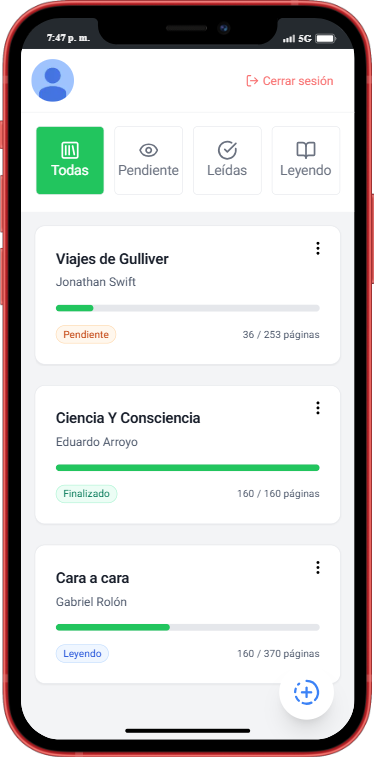 7:47 p. m.
5G
Cerrar sesión
Todas
Pendiente
Leídas
Leyendo
Viajes de Gulliver
Jonathan Swift
Pendiente
36 / 253 páginas
Ciencia Y Consciencia
Eduardo Arroyo
Finalizado
160 / 160 páginas
Cara a cara
Gabriel Rolón
Leyendo
160 / 370 páginas